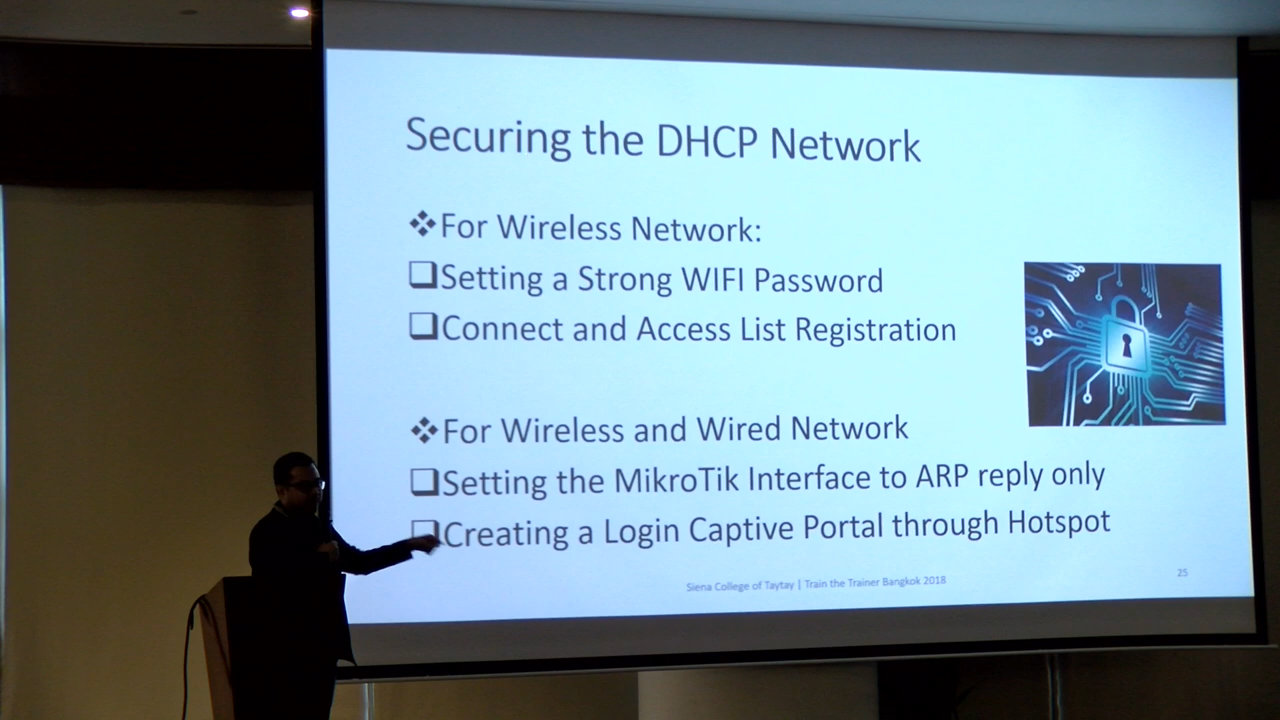 Securing the DHCP Network
❖For Wireless Network:
❑Setting a Strong WIFI Password
❑Connect and Access List Registration
❖For Wireless and Wired Network
❑Setting the MikroTik Interface to ARP reply only
❑Creating a Login Captive Portal through Hotspot
Siena College of Taytay | Train the Trainer Bangkok 2018
25